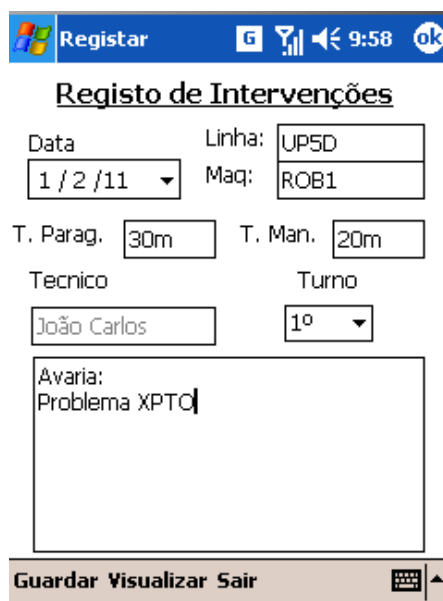 Registar G 9:58 ok
Registo de Intervenções
Data Linha: UP5D
1 / 2 /11 Maq: ROB1
T. Parag. 30m T. Man. 20m
Tecnico Turno
João Carlos 1º
Avaria:
Problema XPTO
Guardar Visualizar Sair